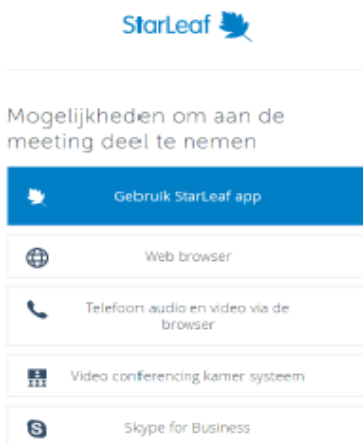 StarLeaf
Mogelijkheden om aan de
meeting deel te nemen
Gebruik StarLeaf app
Web browser
Telefoon audio en video via de
browser
Video conferencing kamer systeem
Skype for Business